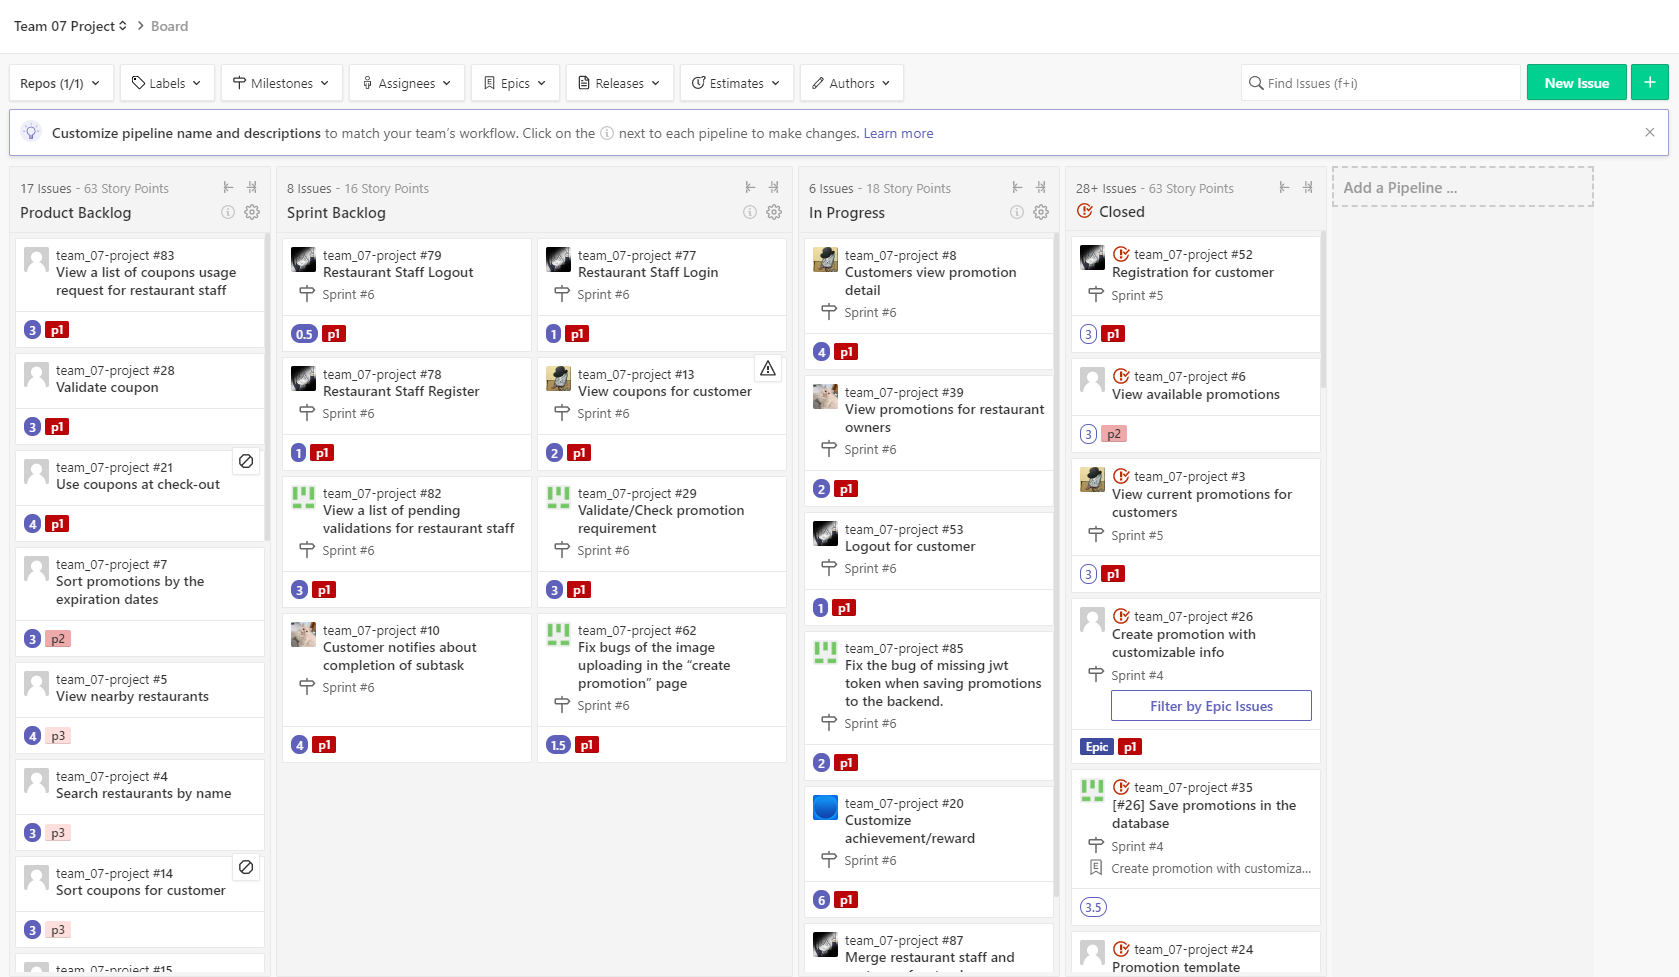 Team 07 Project > Board
Repos (1/1) Labels Milestones Assignees Epics Releases Estimates Authors Find Issues (f+i) New Issue +
Customize pipeline name and descriptions to match your team's workflow. Click on the ⓘ next to each pipeline to make changes. Learn more
17 Issues - 63 Story Points
Product Backlog
team_07-project #83
View a list of coupons usage
request for restaurant staff
3 p1
team_07-project #28
Validate coupon
3 p1
team_07-project #21
Use coupons at check-out
4 p1
team_07-project #7
Sort promotions by the
expiration dates
3 p2
team_07-project #5
View nearby restaurants
4 p3
team_07-project #4
Search restaurants by name
3 p3
team_07-project #14
Sort coupons for customer
3 p3
team_07-project #15
8 Issues - 16 Story Points
Sprint Backlog
team_07-project #79
Restaurant Staff Logout
Sprint #6
0.5 p1
team_07-project #77
Restaurant Staff Login
Sprint #6
1 p1
team_07-project #78
Restaurant Staff Register
Sprint #6
1 p1
team_07-project #13
View coupons for customer
Sprint #6
2 p1
team_07-project #82
View a list of pending
validations for restaurant staff
Sprint #6
3 p1
team_07-project #29
Validate/Check promotion
requirement
Sprint #6
3 p1
team_07-project #10
Customer notifies about
completion of subtask
Sprint #6
4 p1
team_07-project #62
Fix bugs of the image
uploading in the “create
promotion” page
Sprint #6
1.5 p1
6 Issues - 18 Story Points
In Progress
team_07-project #8
Customers view promotion
detail
Sprint #6
4 p1
team_07-project #39
View promotions for restaurant
owners
Sprint #6
2 p1
team_07-project #53
Logout for customer
Sprint #6
1 p1
team_07-project #85
Fix the bug of missing jwt
token when saving promotions
to the backend.
Sprint #6
2 p1
team_07-project #20
Customize
achievement/reward
Sprint #6
6 p1
team_07-project #87
Merge restaurant staff and
28+ Issues - 63 Story Points
Closed
team_07-project #52
Registration for customer
Sprint #5
3 p1
team_07-project #6
View available promotions
3 p2
team_07-project #3
View current promotions for
customers
Sprint #5
3 p1
team_07-project #26
Create promotion with
customizable info
Sprint #4
Filter by Epic Issues
Epic p1
team_07-project #35
[#26] Save promotions in the
database
Sprint #4
Create promotion with customiza...
3.5
team_07-project #24
Promotion template
Add a Pipeline ...